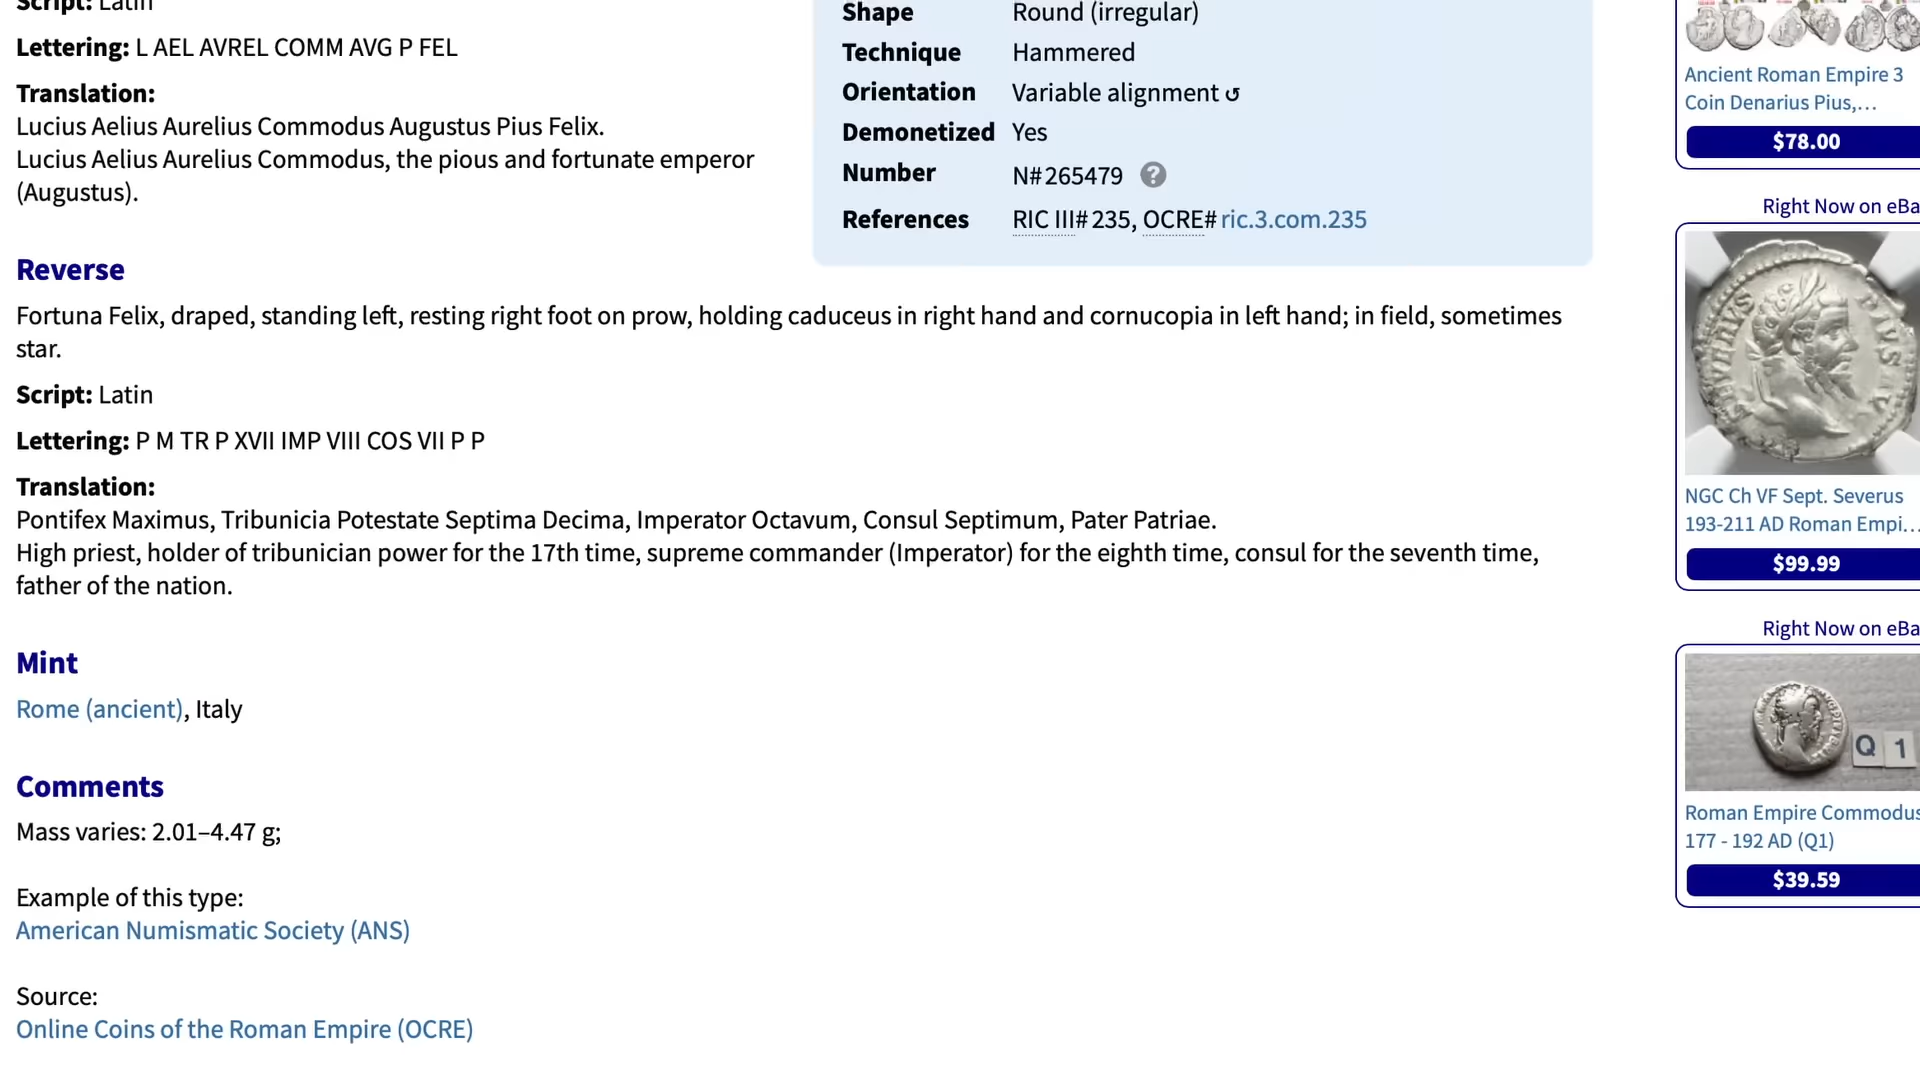 Script: Latin
Lettering: L AEL AVREL COMM AVG P FEL
Translation:
Lucius Aelius Aurelius Commodus Augustus Pius Felix.
Lucius Aelius Aurelius Commodus, the pious and fortunate emperor
(Augustus).
Shape Round (irregular)
Technique Hammered
Orientation Variable alignment ↺
Demonetized Yes
Number N# 265479 ?
References RIC III# 235, OCRE# ric.3.com.235
Reverse
Fortuna Felix, draped, standing left, resting right foot on prow, holding caduceus in right hand and cornucopia in left hand; in field, sometimes
star.
Script: Latin
Lettering: P M TR P XVII IMP VIII COS VII P P
Translation:
Pontifex Maximus, Tribunicia Potestate Septima Decima, Imperator Octavum, Consul Septimum, Pater Patriae.
High priest, holder of tribunician power for the 17th time, supreme commander (Imperator) for the eighth time, consul for the seventh time,
father of the nation.
Mint
Rome (ancient), Italy
Comments
Mass varies: 2.01–4.47 g;
Example of this type:
American Numismatic Society (ANS)
Source:
Online Coins of the Roman Empire (OCRE)
Ancient Roman Empire 3
Coin Denarius Pius,...
$78.00
Right Now on eBa
NGC Ch VF Sept. Severus
193-211 AD Roman Empi...
$99.99
Right Now on eBa
Q 1
Roman Empire Commodus
177 - 192 AD (Q1)
$39.59